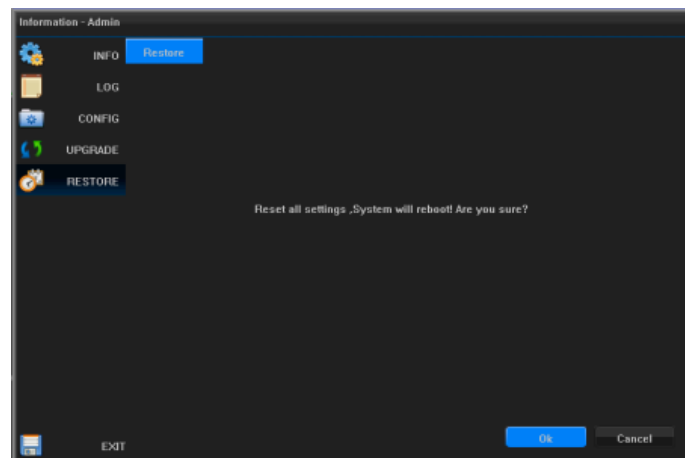 Information - Admin
INFO
Restore
LOG
CONFIG
UPGRADE
RESTORE
Reset all settings ,System will reboot! Are you sure?
EXIT
Ok
Cancel